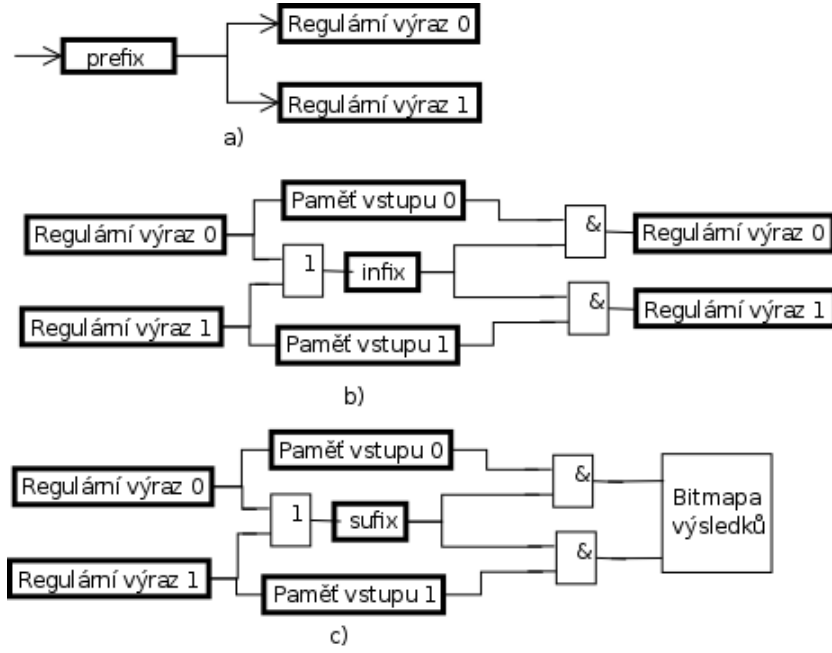 Regulární výraz 0
prefix
Regulární výraz 1
a)
Paměť vstupu 0
Regulární výraz 0
&
Regulární výraz 0
1
infix
Regulární výraz 1
&
Regulární výraz 1
Paměť vstupu 1
b)
Paměť vstupu 0
Regulární výraz 0
&
1
sufix
Bitmapa
výsledků
Regulární výraz 1
&
Paměť vstupu 1
c)